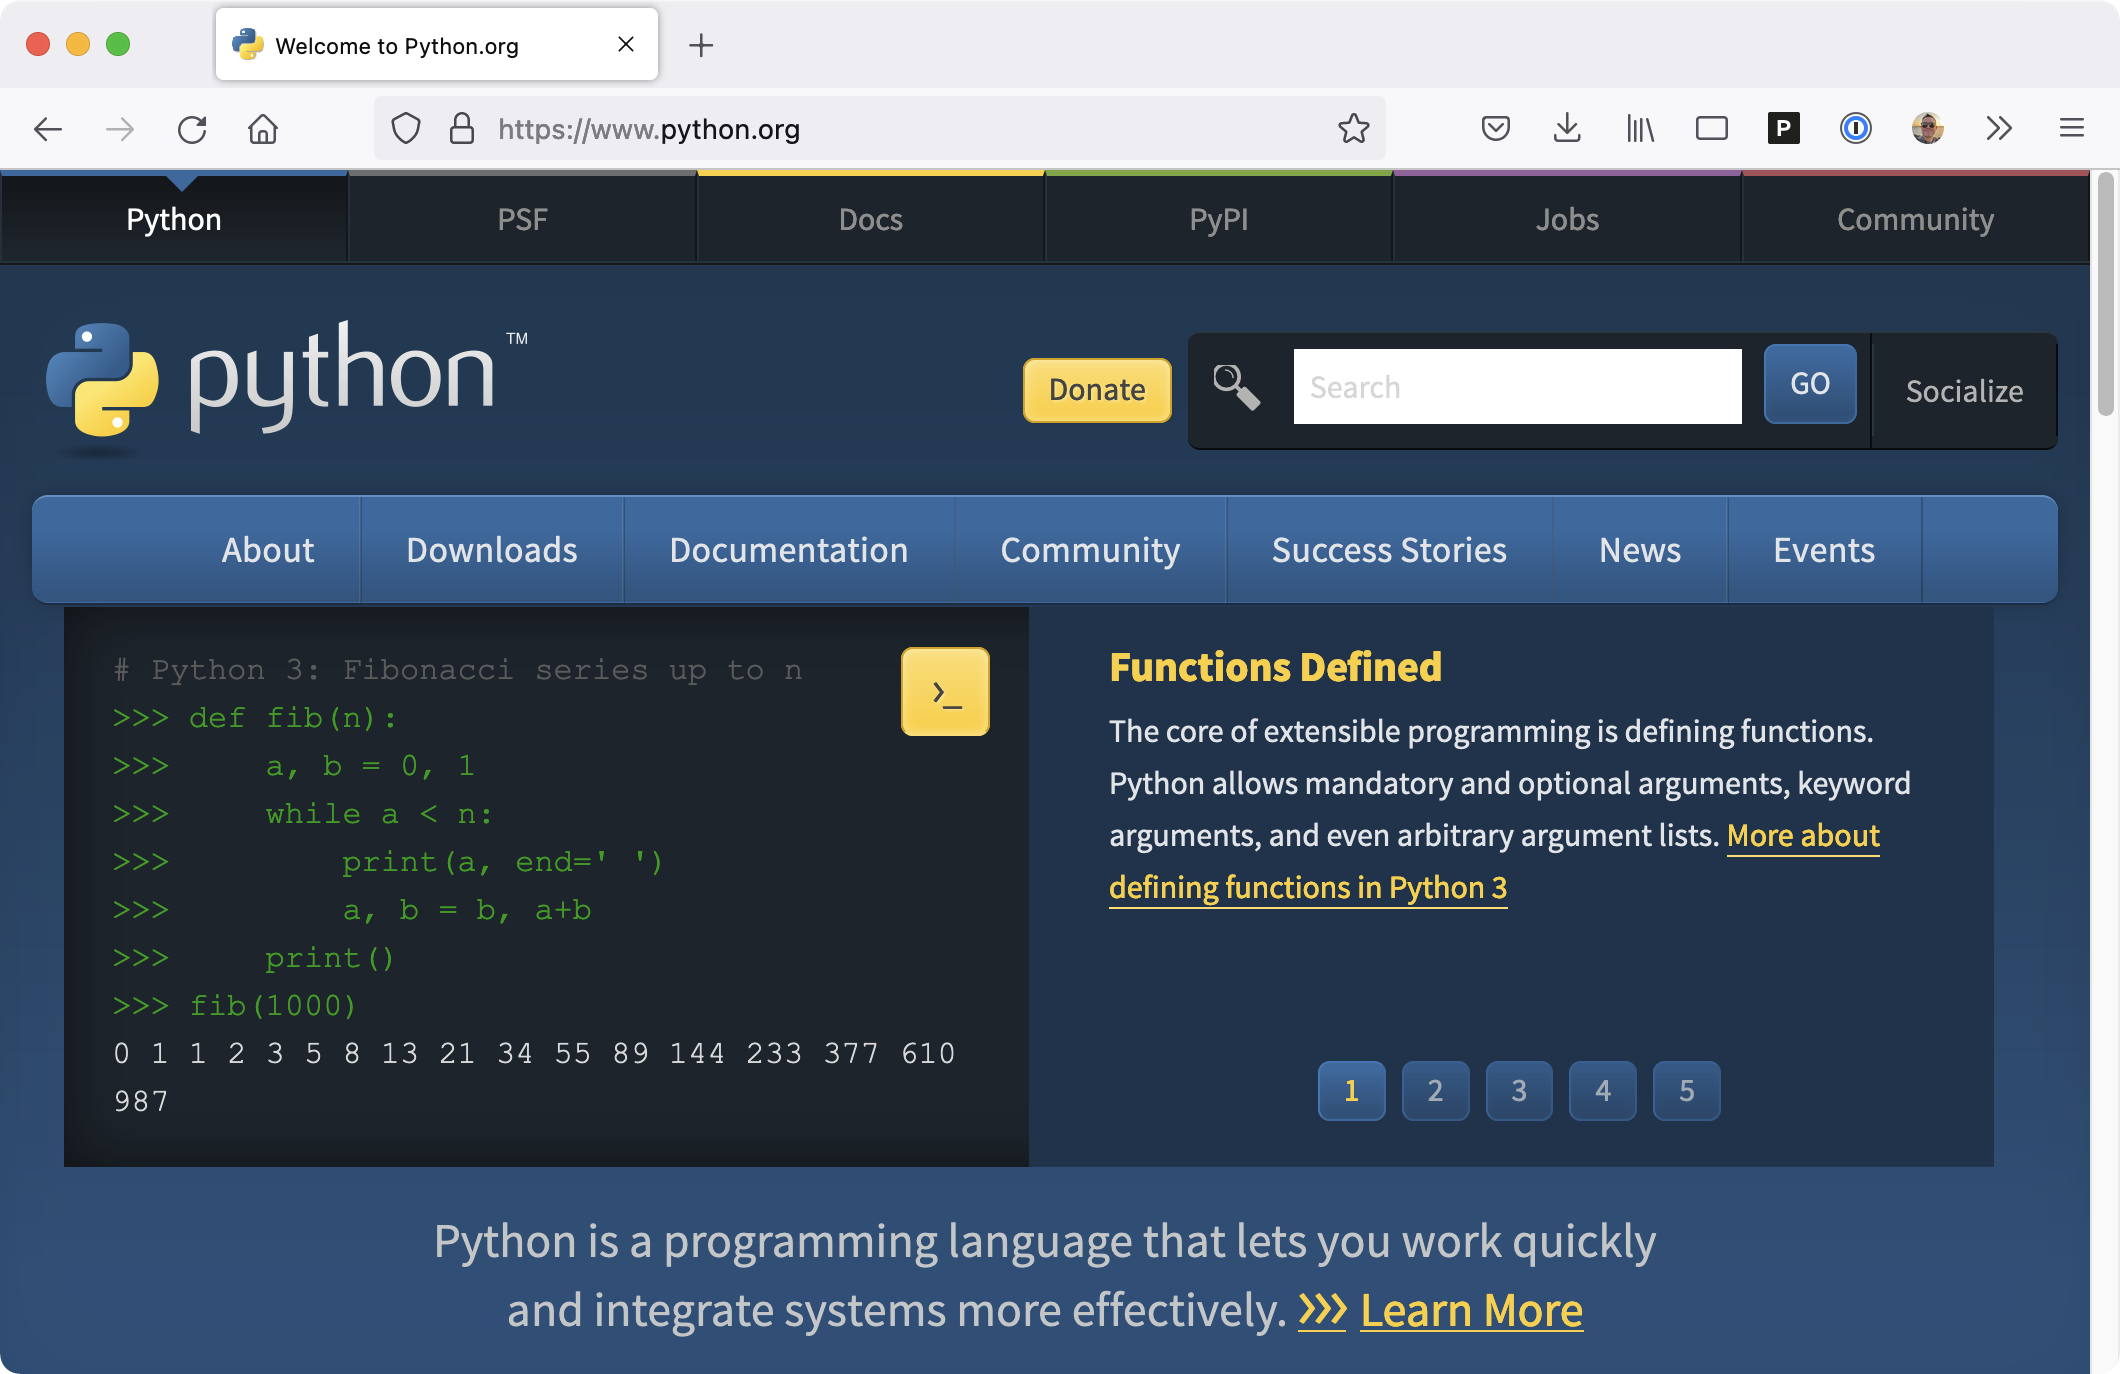 Welcome to Python.org
https://www.python.org
P
Python
PSF
Docs
PyPI
Jobs
Community
python™
Donate
Search
GO
Socialize
About
Downloads
Documentation
Community
Success Stories
News
Events
# Python 3: Fibonacci series up to n
>>> def fib(n):
>>>     a, b = 0, 1
>>>     while a < n:
>>>         print(a, end=' ')
>>>         a, b = b, a+b
>>>     print()
>>> fib(1000)
0 1 1 2 3 5 8 13 21 34 55 89 144 233 377 610
987
>_
Functions Defined
The core of extensible programming is defining functions.
Python allows mandatory and optional arguments, keyword
arguments, and even arbitrary argument lists. More about
defining functions in Python 3
1
2
3
4
5
Python is a programming language that lets you work quickly
and integrate systems more effectively. >>> Learn More